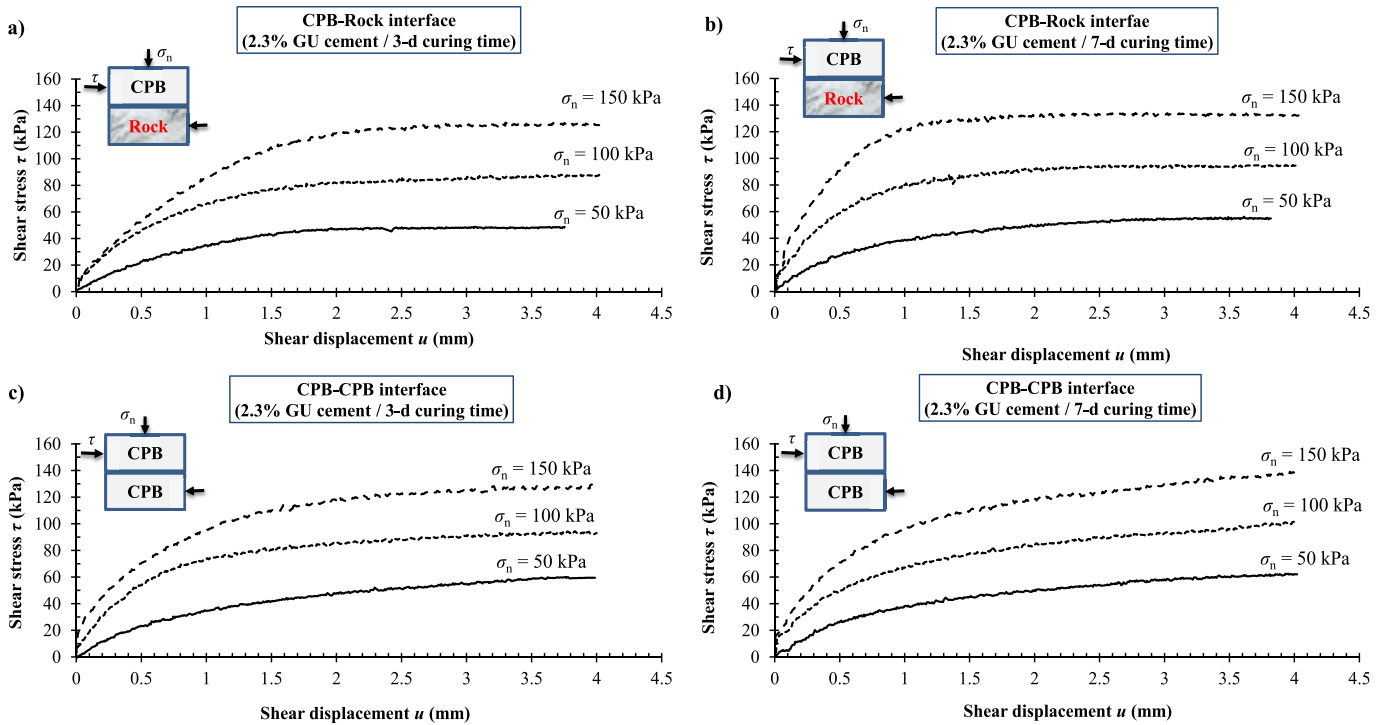 a)
CPB-Rock interface
(2.3% GU cement / 3-d curing time)
σn
τ
CPB
Rock
Shear stress τ (kPa)
160
140
120
100
80
60
40
20
0
σn = 150 kPa
σn = 100 kPa
σn = 50 kPa
0 0.5 1 1.5 2 2.5 3 3.5 4 4.5
Shear displacement u (mm)
b)
CPB-Rock interfae
(2.3% GU cement / 7-d curing time)
σn
τ
CPB
Rock
Shear stress τ (kPa)
160
140
120
100
80
60
40
20
0
σn = 150 kPa
σn = 100 kPa
σn = 50 kPa
0 0.5 1 1.5 2 2.5 3 3.5 4 4.5
Shear displacement u (mm)
c)
CPB-CPB interface
(2.3% GU cement / 3-d curing time)
σn
τ
CPB
CPB
Shear stress τ (kPa)
160
140
120
100
80
60
40
20
0
σn = 150 kPa
σn = 100 kPa
σn = 50 kPa
0 0.5 1 1.5 2 2.5 3 3.5 4 4.5
Shear displacement u (mm)
d)
CPB-CPB interface
(2.3% GU cement / 7-d curing time)
σn
τ
CPB
CPB
Shear stress τ (kPa)
160
140
120
100
80
60
40
20
0
σn = 150 kPa
σn = 100 kPa
σn = 50 kPa
0 0.5 1 1.5 2 2.5 3 3.5 4 4.5
Shear displacement u (mm)